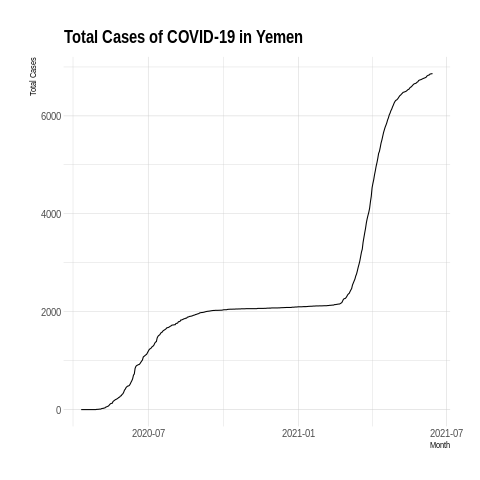 Total Cases of COVID-19 in Yemen
Total Cases
6000
4000
2000
0
2020-07
2021-01
2021-07
Month